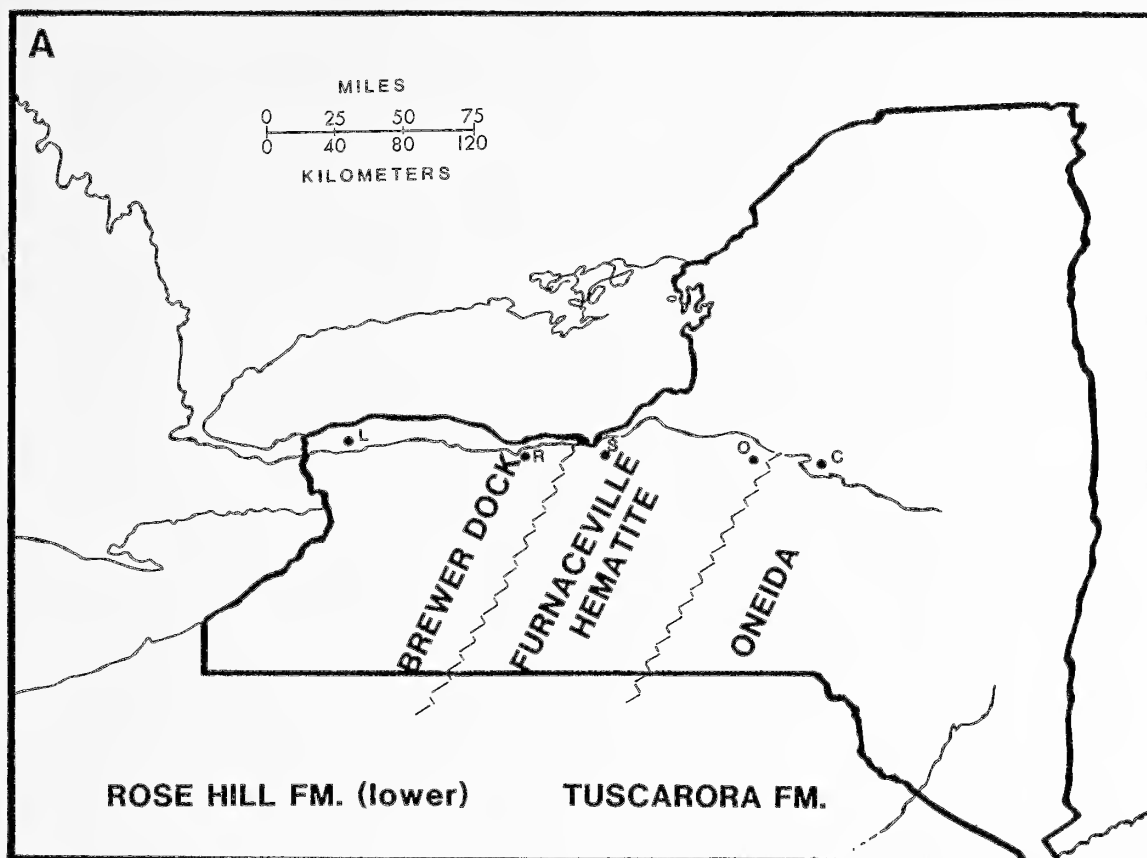 A
MILES
0 25 50 75
0 40 80 120
KILOMETERS
L
R
S
O
C
BREWER DOCK
FURNACEVILLE
HEMATITE
ONEIDA
ROSE HILL FM. (lower)
TUSCARORA FM.